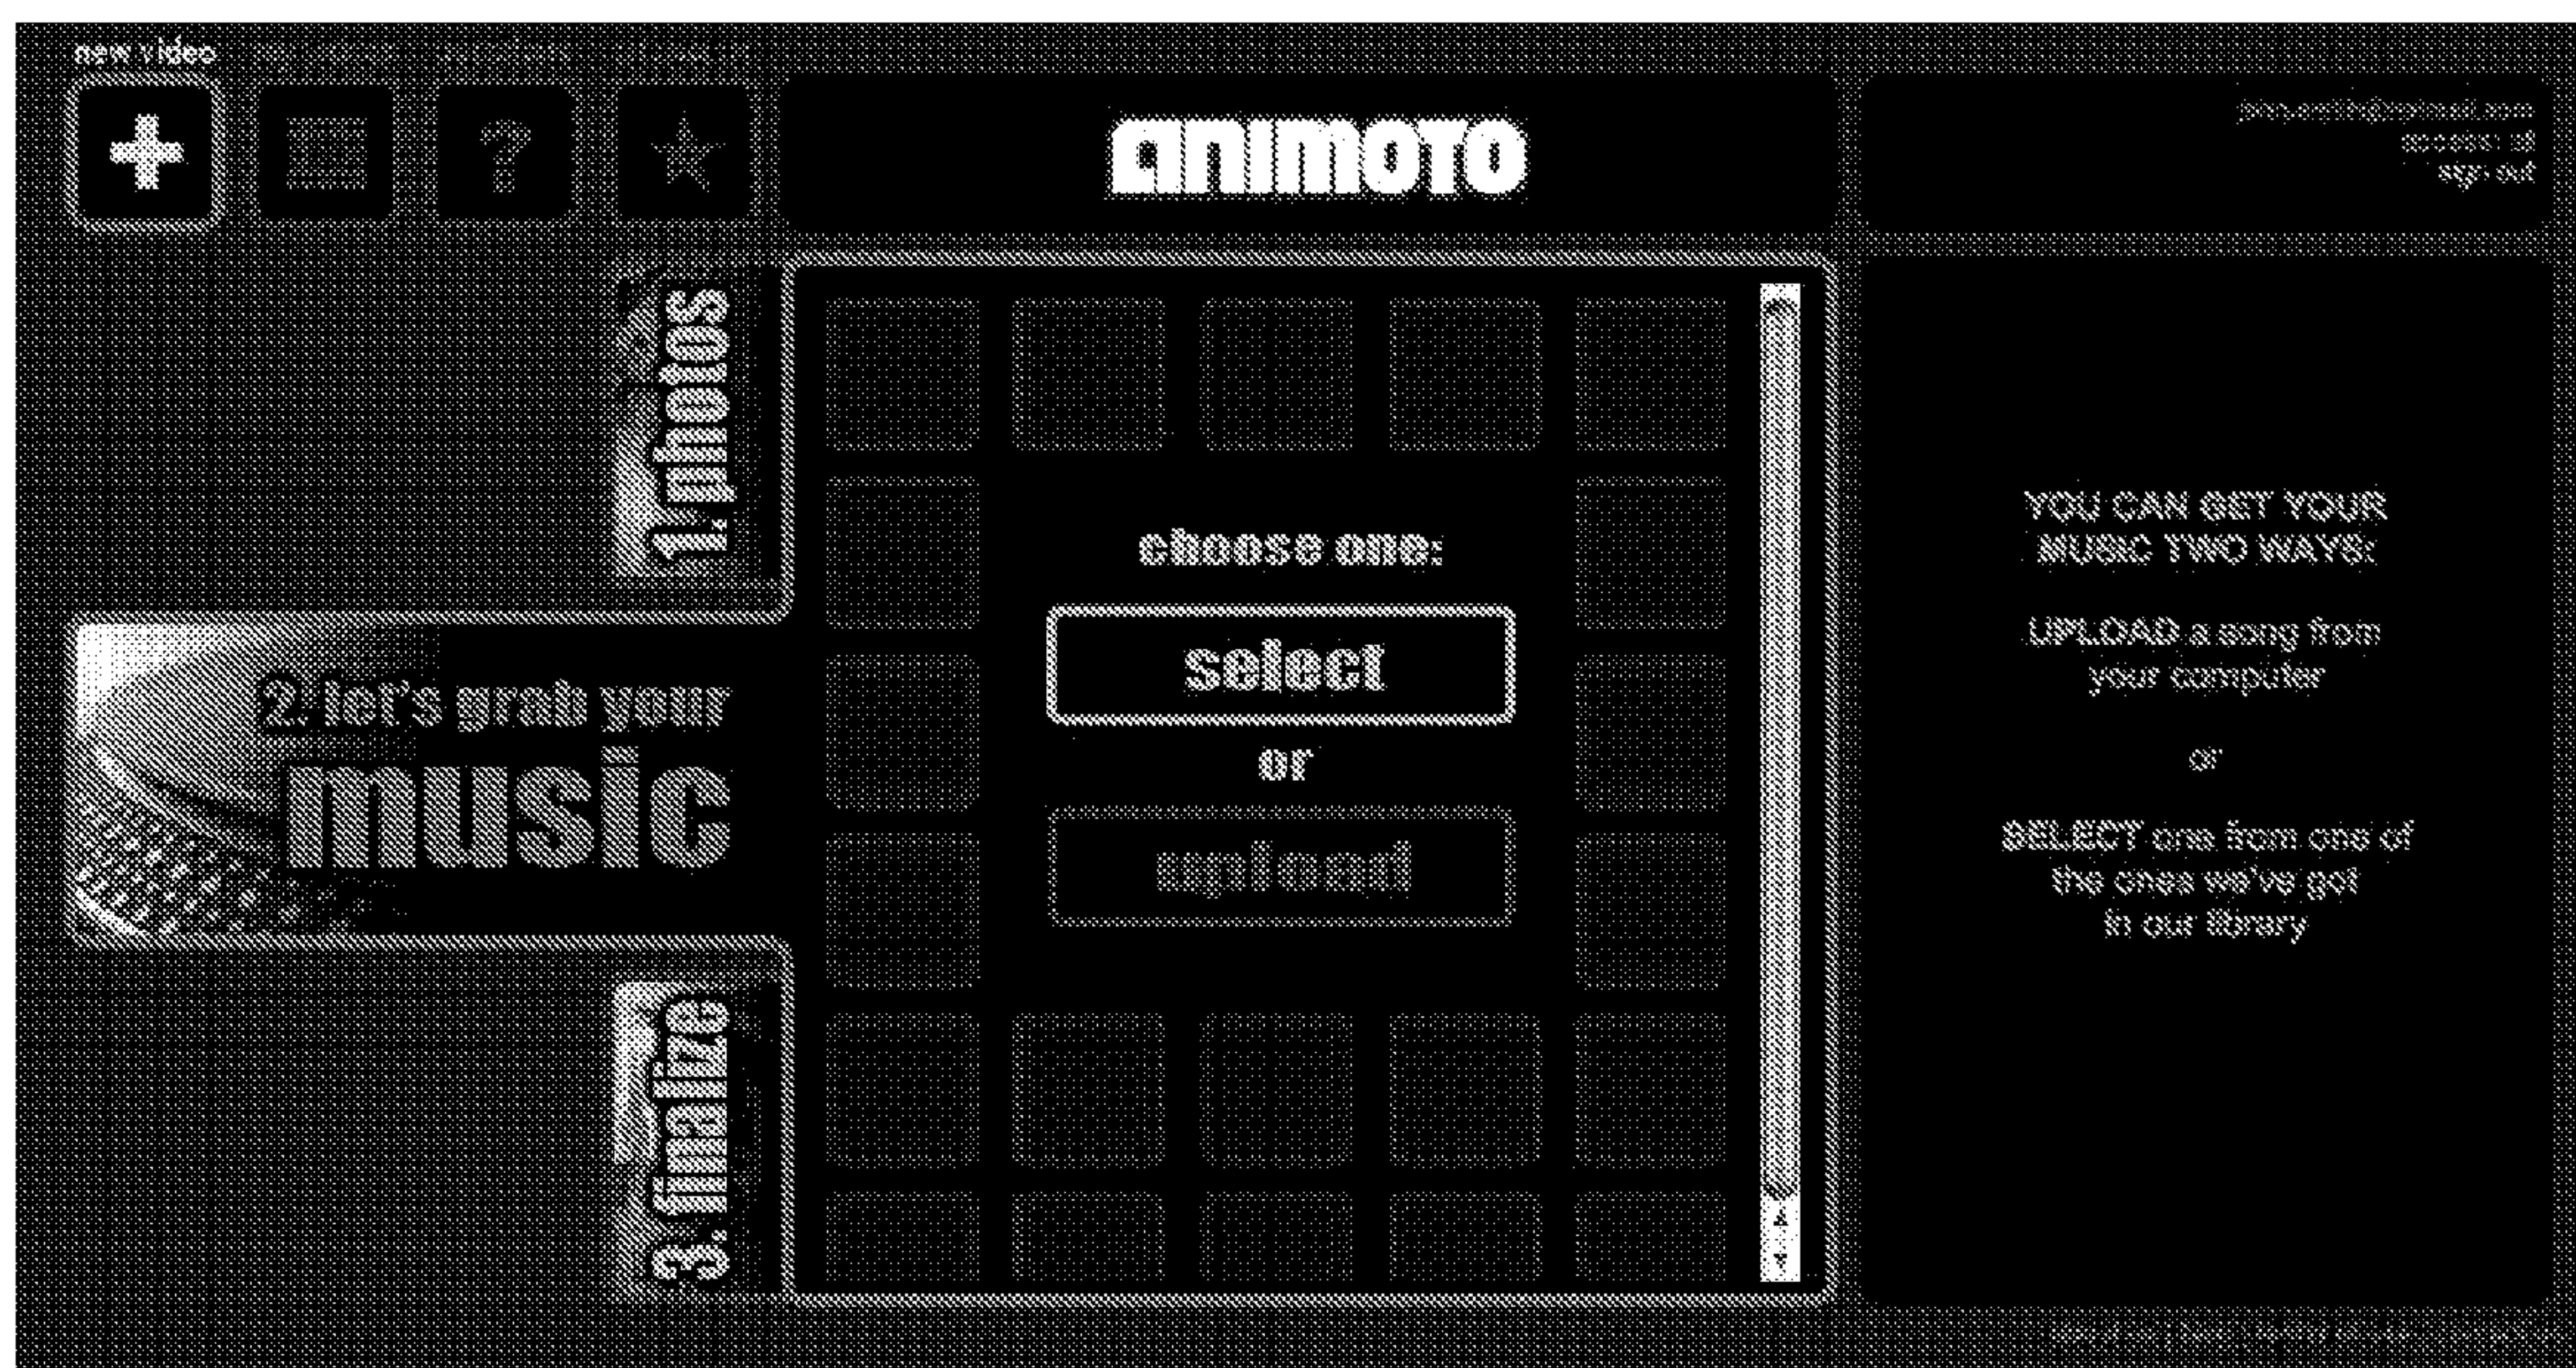 new video
ANIMOTO
sign out
1. photos
2. let's grab your
music
3. finalize
choose one:
select
or
upload
YOU CAN GET YOUR
MUSIC TWO WAYS:
UPLOAD a song from
your computer
or
SELECT one from one of
the ones we've got
in our library